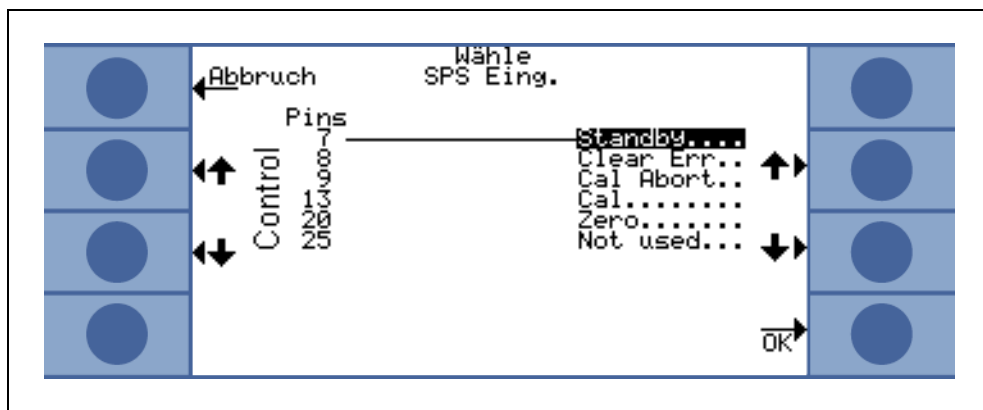 Wähle
Abbruch SPS Eing.
Pins
7 Standby....
8 Clear Err..
9 Cal Abort..
13 Cal........
20 Zero.......
25 Not used...
Control
OK